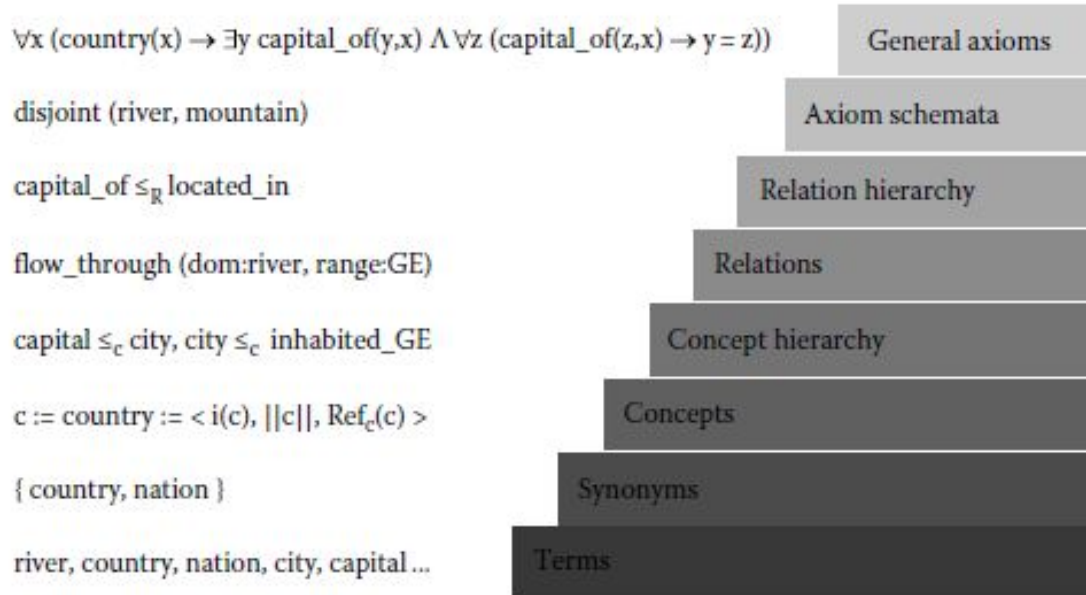 ∀x (country(x) → ∃y capital_of(y,x) Λ ∀z (capital_of(z,x) → y = z)) General axioms
disjoint (river, mountain) Axiom schemata
capital_of ≤ℝ located_in Relation hierarchy
flow_through (dom:river, range:GE) Relations
capital ≤c city, city ≤c inhabited_GE Concept hierarchy
c := country := < i(c), ||c||, Refc(c) > Concepts
{ country, nation } Synonyms
river, country, nation, city, capital ... Terms